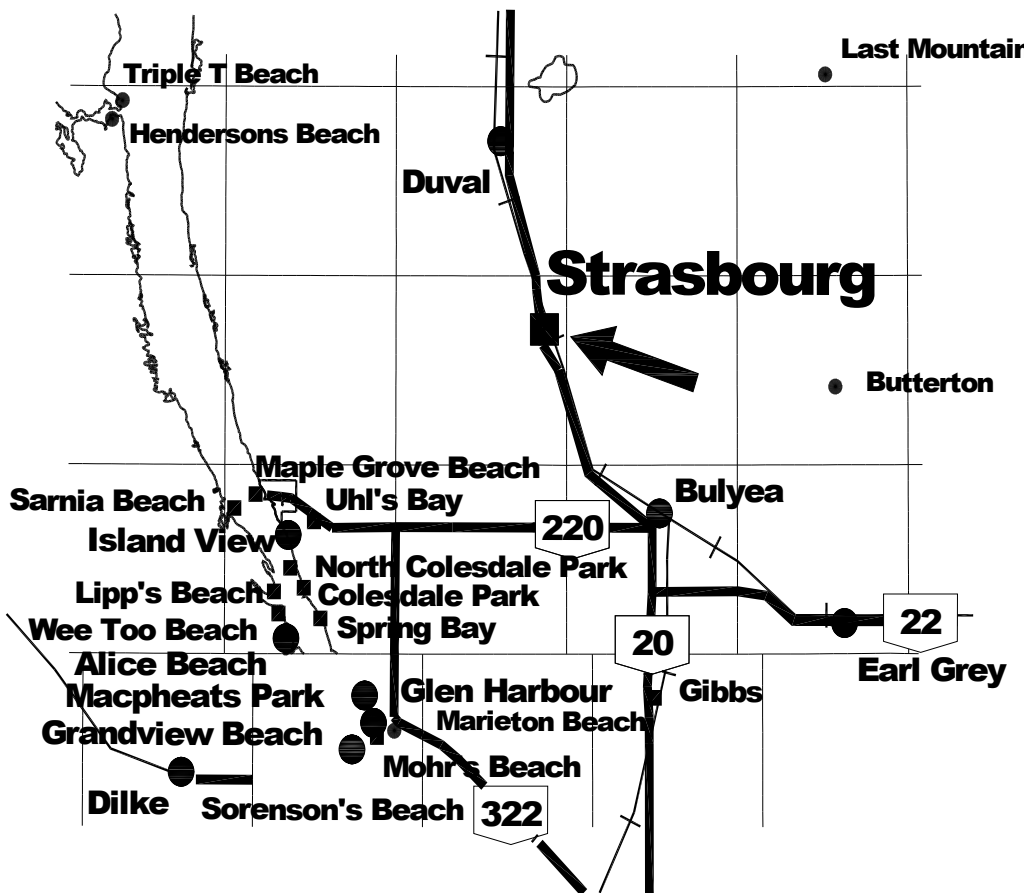 Last Mountain
Triple T Beach
Hendersons Beach
Duval
Strasbourg
Butterton
Maple Grove Beach
Sarnia Beach
Uhl's Bay
Bulyea
220
Island View
North Colesdale Park
Lipp's Beach
Colesdale Park
Wee Too Beach
Spring Bay
20
22
Alice Beach
Earl Grey
Macpheats Park
Glen Harbour
Gibbs
Marieton Beach
Grandview Beach
Mohr's Beach
Dilke
Sorenson's Beach
322